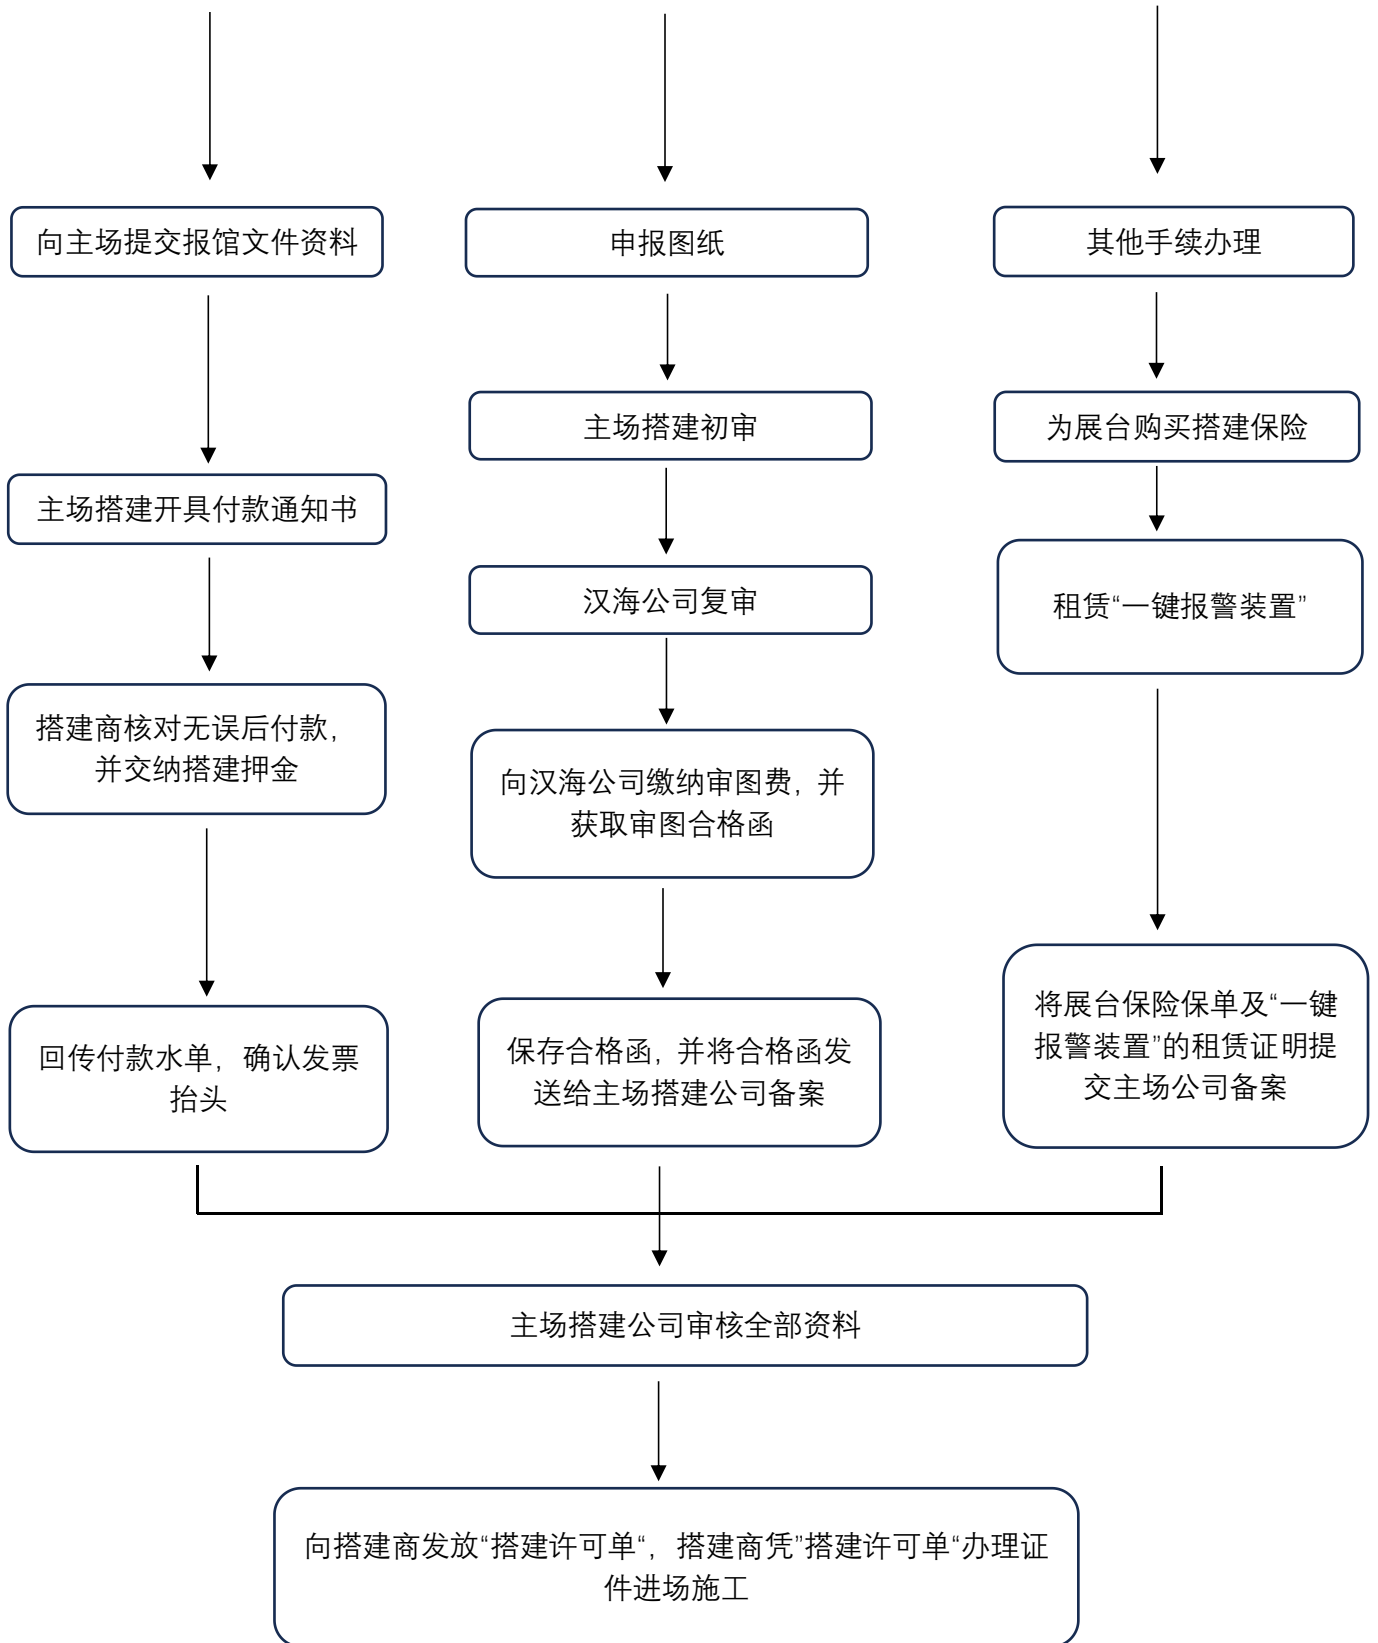 向主场提交报馆文件资料
主场搭建开具付款通知书
搭建商核对无误后付款，
并交纳搭建押金
回传付款水单，确认发票
抬头
申报图纸
主场搭建初审
汉海公司复审
向汉海公司缴纳审图费，并
获取审图合格函
保存合格函，并将合格函发
送给主场搭建公司备案
其他手续办理
为展台购买搭建保险
租赁“一键报警装置”
将展台保险保单及“一键
报警装置”的租赁证明提
交主场公司备案
主场搭建公司审核全部资料
向搭建商发放“搭建许可单“，搭建商凭”搭建许可单“办理证
件进场施工